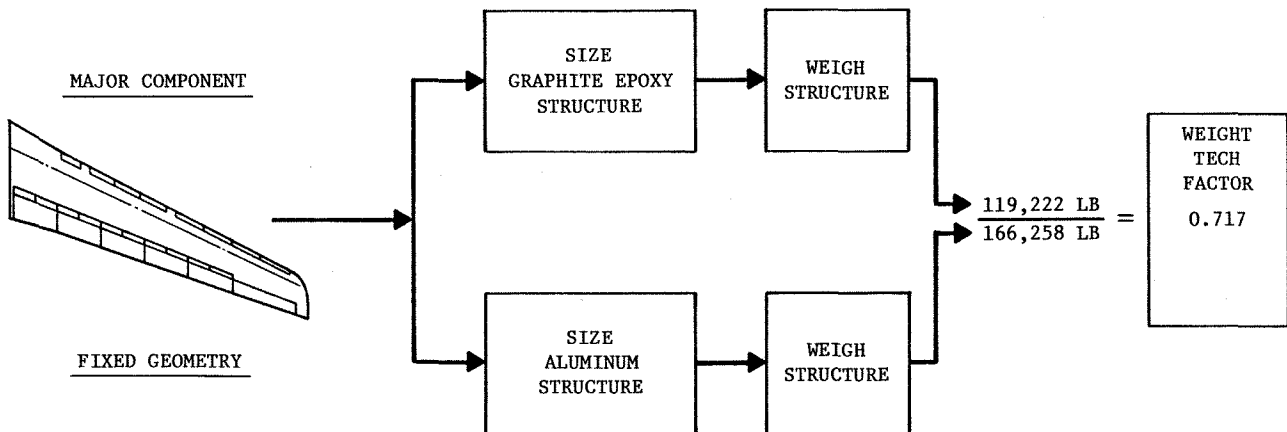 MAJOR COMPONENT
FIXED GEOMETRY
SIZE
GRAPHITE EPOXY
STRUCTURE
WEIGH
STRUCTURE
SIZE
ALUMINUM
STRUCTURE
WEIGH
STRUCTURE
119,222 LB
166,258 LB
=
WEIGHT
TECH
FACTOR
0.717